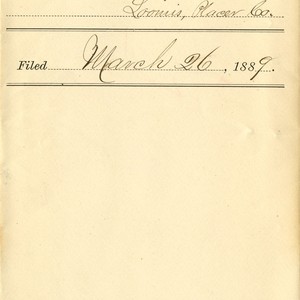 Loomis, Placer Co.
Filed March 26, 1889.